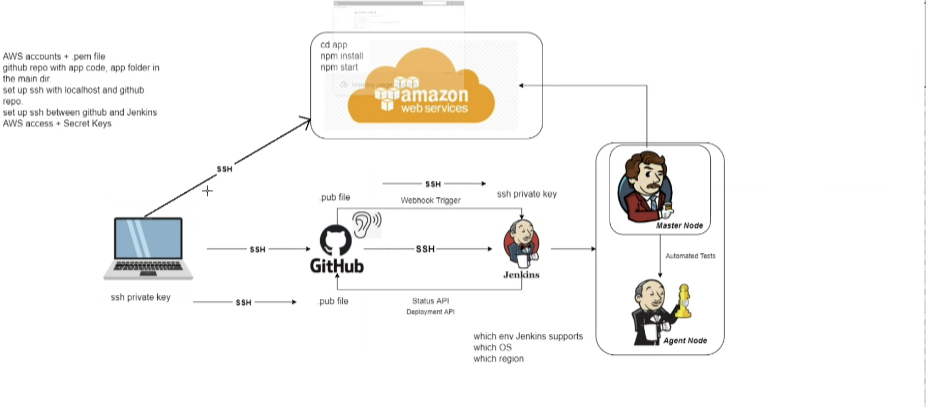 AWS accounts + .pem file
github repo with app code, app folder in
the main dir.
set up ssh with localhost and github
repo.
set up ssh between github and Jenkins
AWS access + Secret Keys
cd app
npm install
npm start
amazon
web services
SSH
SSH
.pub file
Webhook Trigger
ssh private key
SSH
GitHub
SSH
Jenkins
Master Node
Automated Tests
ssh private key
SSH
.pub file
Status API
Deployment API
Agent Node
which env Jenkins supports
which OS
which region